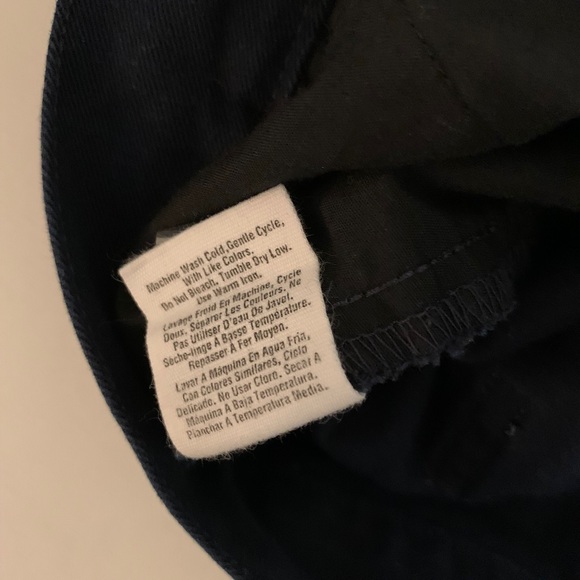 Machine Wash Cold,Gentle Cycle,
With Like Colors.
Do Not Bleach, Tumble Dry Low.
Use Warm Iron.
Lavage Froid En Machine, Cycle
Doux. Séparer Les Couleurs. Ne
Pas Utiliser D'eau De Javel.
Sèche-linge A Basse Température.
Repasser A Fer Moyen.
Lavar A Máquina En Agua Fria,
Con Colores Similares, Ciclo
Delicado. No Usar Cloro. Secar A
Máquina A Baja Temperatura.
Planchar A Temperatura Media.